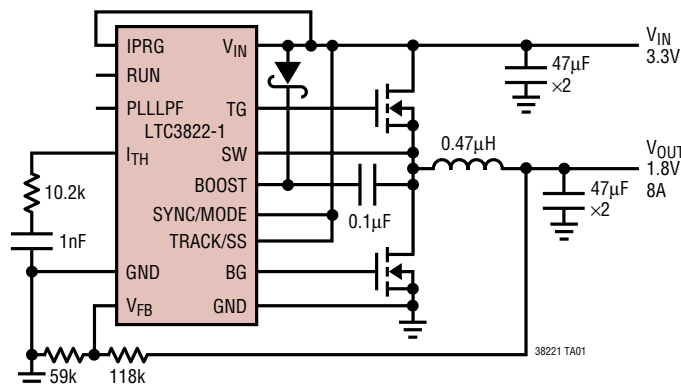 IPRG
RUN
PLLLPF
LTC3822-1
ITH
GND
VFB
VIN
TG
SW
BOOST
SYNC/MODE
TRACK/SS
BG
GND
10.2k
1nF
59k
118k
0.1µF
0.47µH
47µF
×2
VIN
3.3V
VOUT
1.8V
8A
47µF
×2
38221 TA01